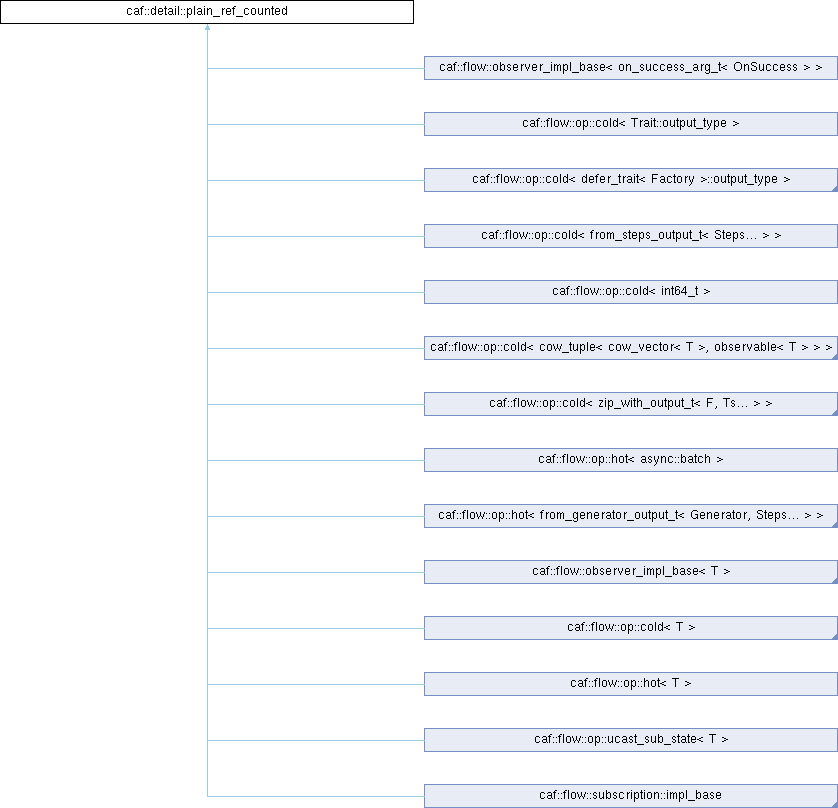 caf::detail::plain_ref_counted
caf::flow::observer_impl_base< on_success_arg_t< OnSuccess > >
caf::flow::op::cold< Trait::output_type >
caf::flow::op::cold< defer_trait< Factory >::output_type >
caf::flow::op::cold< from_steps_output_t< Steps... > >
caf::flow::op::cold< int64_t >
caf::flow::op::cold< cow_tuple< cow_vector< T >, observable< T > > >
caf::flow::op::cold< zip_with_output_t< F, Ts... > >
caf::flow::op::hot< async::batch >
caf::flow::op::hot< from_generator_output_t< Generator, Steps... > >
caf::flow::observer_impl_base< T >
caf::flow::op::cold< T >
caf::flow::op::hot< T >
caf::flow::op::ucast_sub_state< T >
caf::flow::subscription::impl_base